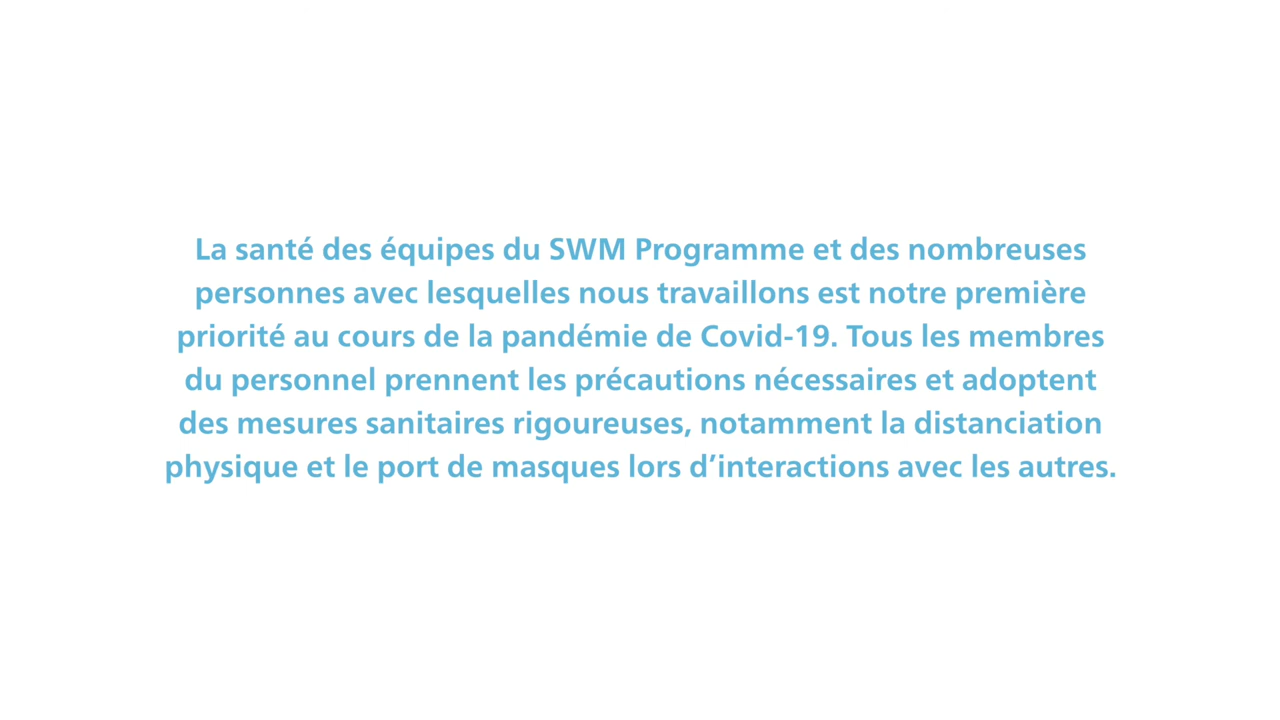 La santé des équipes du SWM Programme et des nombreuses
personnes avec lesquelles nous travaillons est notre première
priorité au cours de la pandémie de Covid-19. Tous les membres
du personnel prennent les précautions nécessaires et adoptent
des mesures sanitaires rigoureuses, notamment la distanciation
physique et le port de masques lors d’interactions avec les autres.